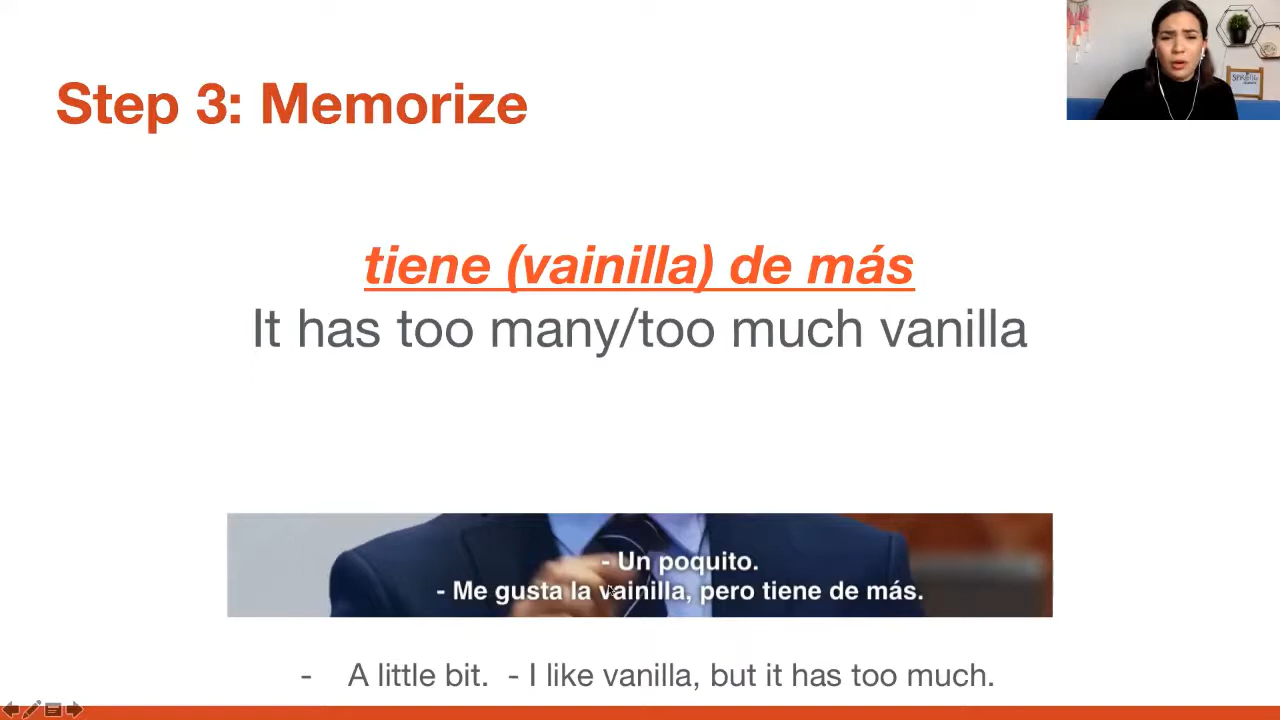 Step 3: Memorize
tiene (vainilla) de más
It has too many/too much vanilla
- Un poquito.
- Me gusta la vainilla, pero tiene de más.
- A little bit. - I like vanilla, but it has too much.